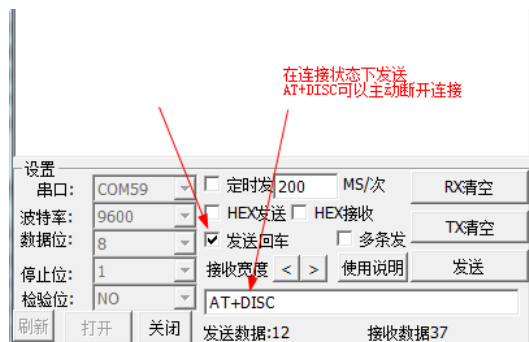 在连接状态下发送
AT+DISC可以主动断开连接
设置
串口: COM59 定时发 200 MS/次 RX清空
波特率: 9600 HEX发送 HEX接收 TX清空
数据位: 8 发送回车 多条发
停止位: 1 接收宽度 < > 使用说明 发送
检验位: NO AT+DISC
刷新 打开 关闭 发送数据:12 接收数据37